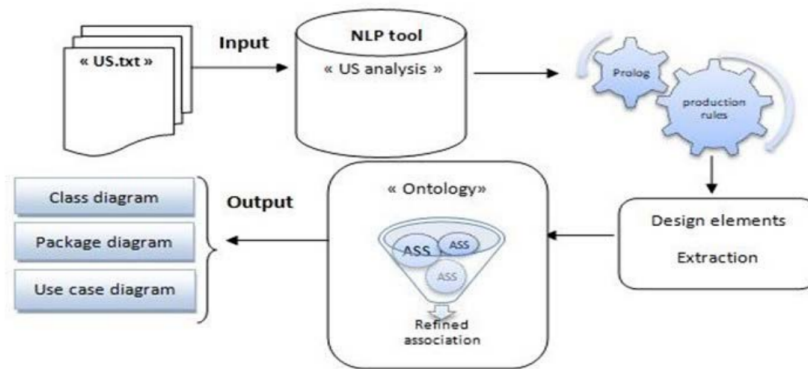 « US.txt »
Input
NLP tool
« US analysis »
Prolog
production
rules
Design elements
Extraction
« Ontology»
ASS
ASS
ASS
Refined
association
Output
Class diagram
Package diagram
Use case diagram